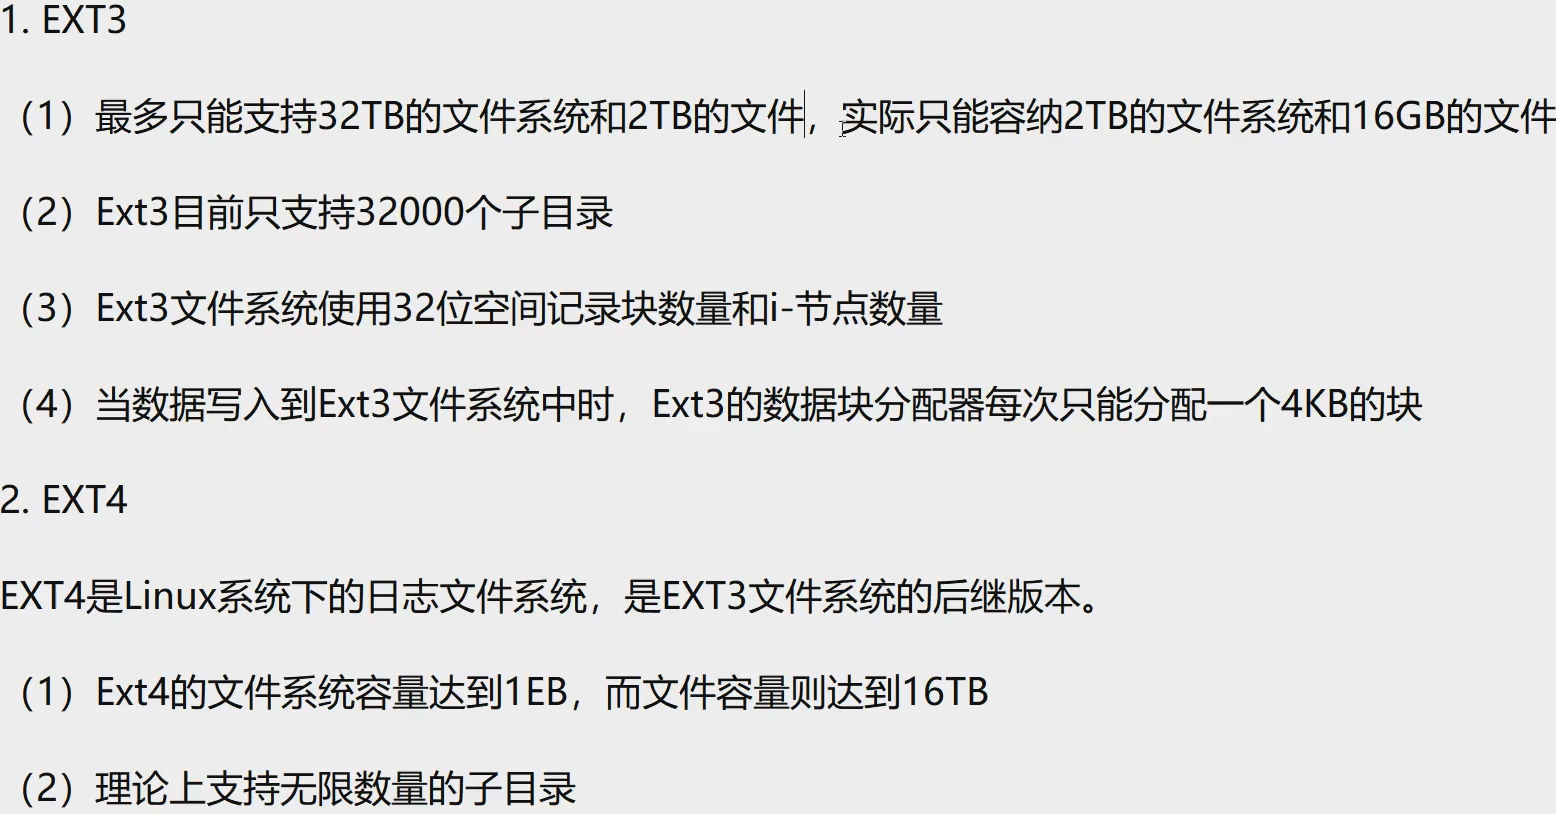 1. EXT3
（1）最多只能支持32TB的文件系统和2TB的文件，实际只能容纳2TB的文件系统和16GB的文件
（2）Ext3目前只支持32000个子目录
（3）Ext3文件系统使用32位空间记录块数量和i-节点数量
（4）当数据写入到Ext3文件系统中时，Ext3的数据块分配器每次只能分配一个4KB的块
2. EXT4
EXT4是Linux系统下的日志文件系统，是EXT3文件系统的后继版本。
（1）Ext4的文件系统容量达到1EB，而文件容量则达到16TB
（2）理论上支持无限数量的子目录